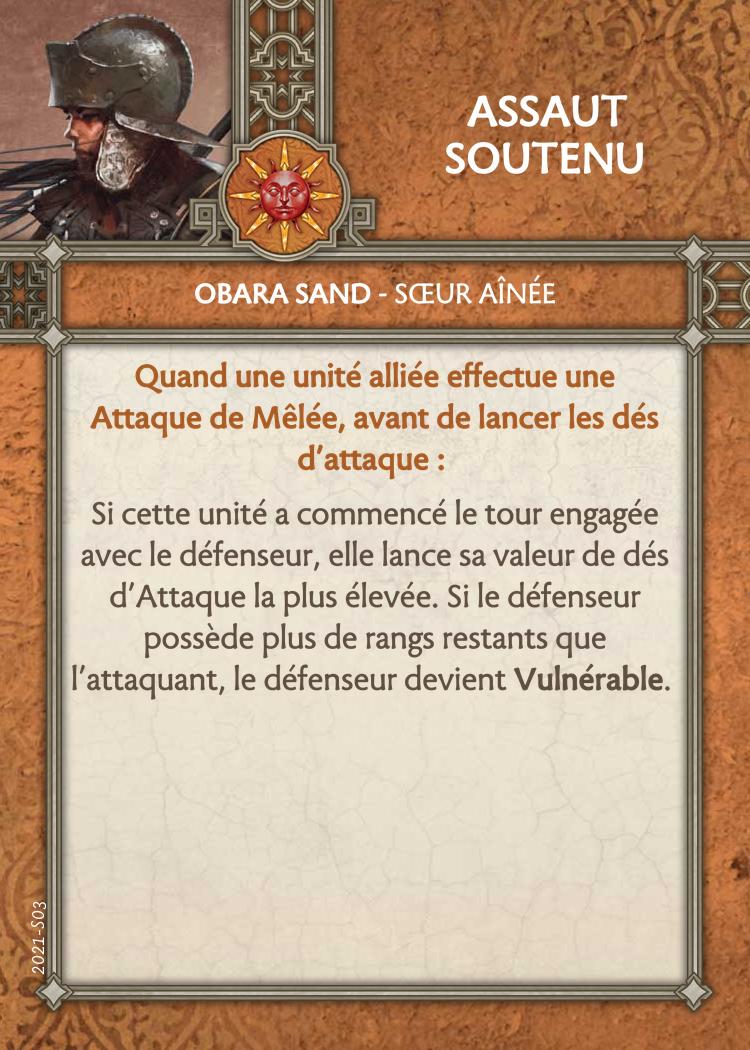 ASSAUT
SOUTENU
OBARA SAND - SŒUR AÎNÉE
Quand une unité alliée effectue une
Attaque de Mêlée, avant de lancer les dés
d’attaque :
Si cette unité a commencé le tour engagée
avec le défenseur, elle lance sa valeur de dés
d’Attaque la plus élevée. Si le défenseur
possède plus de rangs restants que
l’attaquant, le défenseur devient Vulnérable.
2021-S03